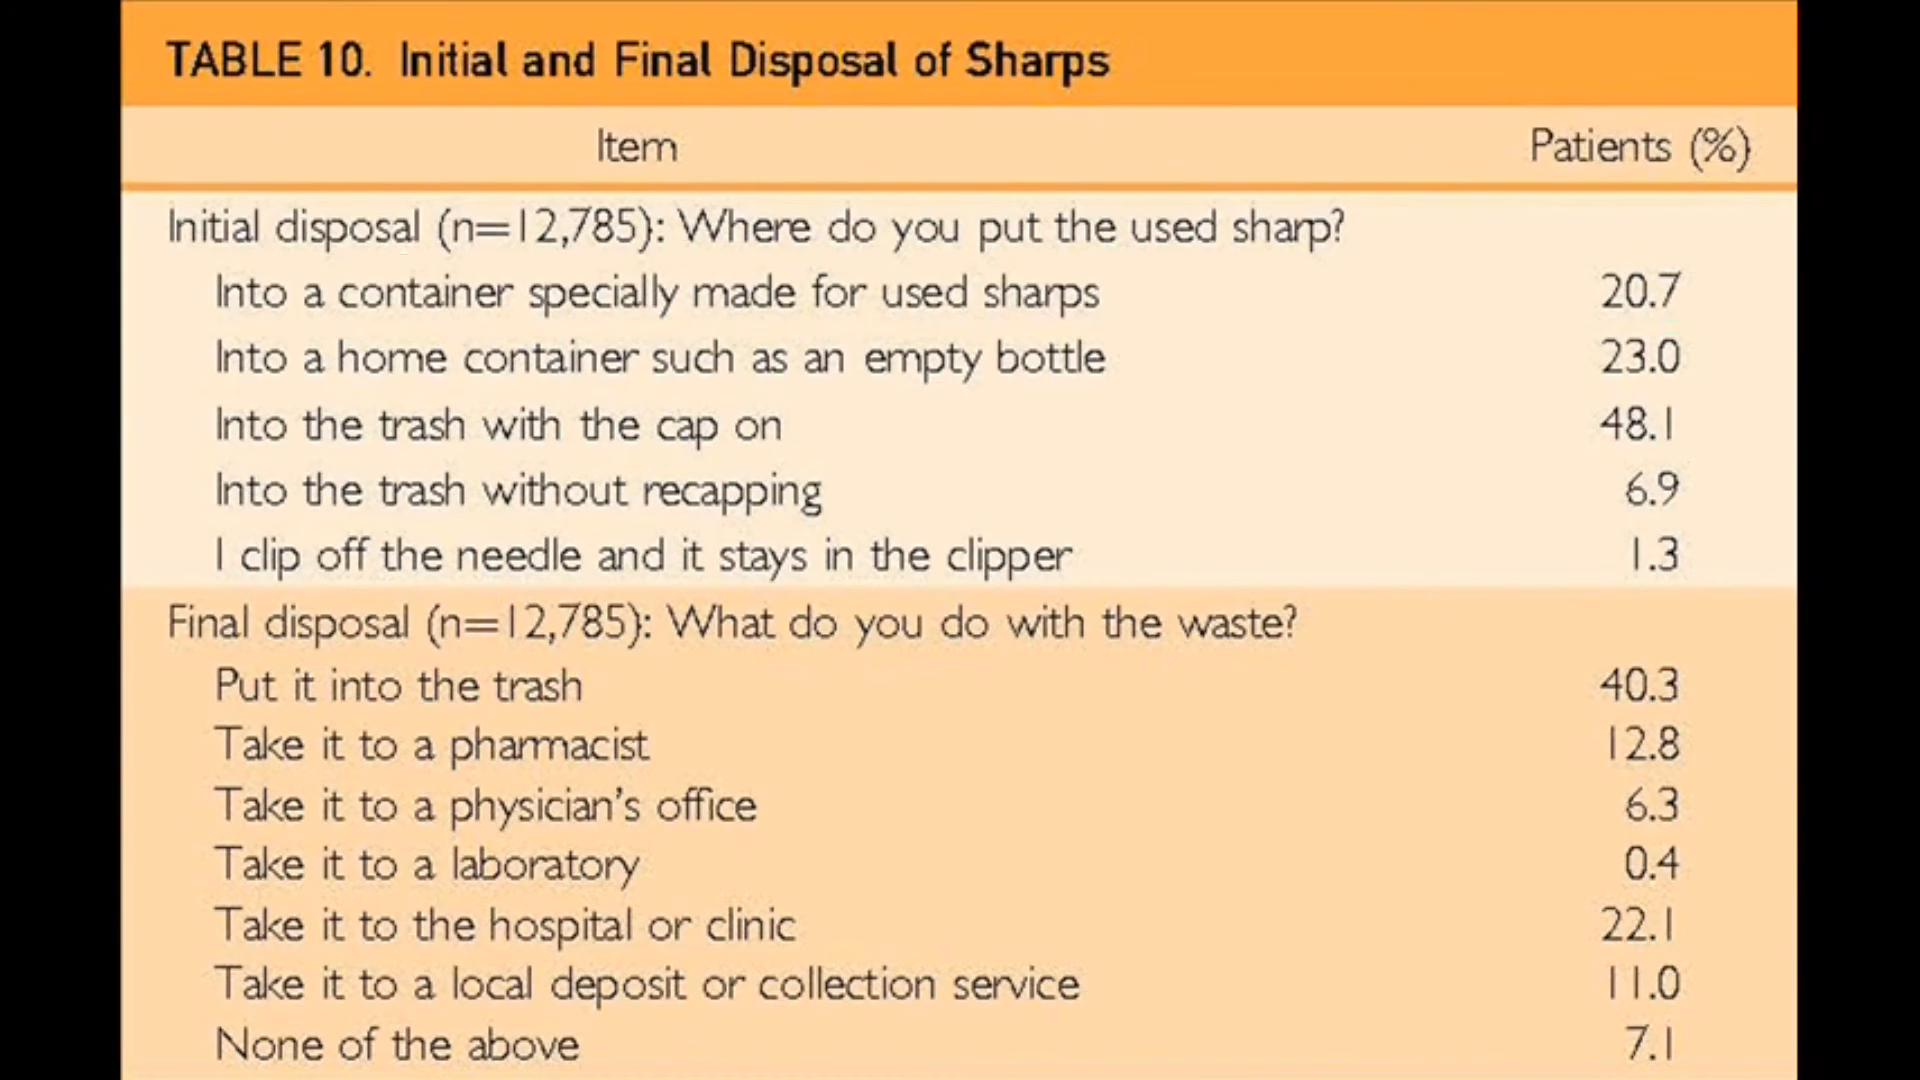 TABLE 10. Initial and Final Disposal of Sharps
Item Patients (%)
Initial disposal (n=12,785): Where do you put the used sharp?
Into a container specially made for used sharps 20.7
Into a home container such as an empty bottle 23.0
Into the trash with the cap on 48.1
Into the trash without recapping 6.9
I clip off the needle and it stays in the clipper 1.3
Final disposal (n=12,785): What do you do with the waste?
Put it into the trash 40.3
Take it to a pharmacist 12.8
Take it to a physician's office 6.3
Take it to a laboratory 0.4
Take it to the hospital or clinic 22.1
Take it to a local deposit or collection service 11.0
None of the above 7.1